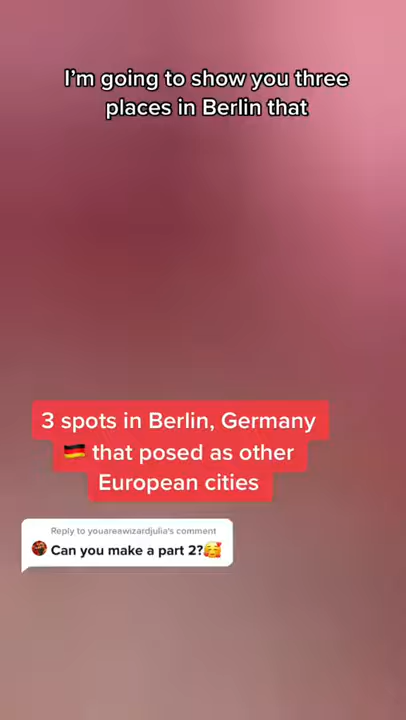 I'm going to show you three
places in Berlin that
3 spots in Berlin, Germany
🇩🇪 that posed as other
European cities
Reply to youareawizardjulia's comment
Can you make a part 2?🥰